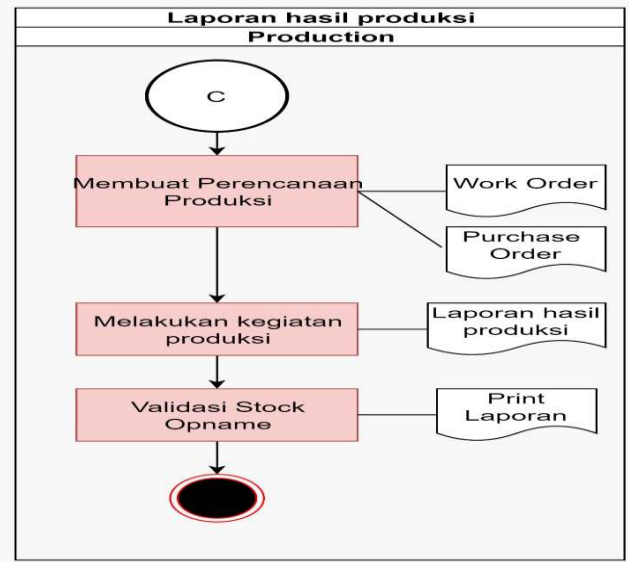 Laporan hasil produksi
Production
C
Membuat Perencanaan
Produksi
Work Order
Purchase
Order
Melakukan kegiatan
produksi
Laporan hasil
produksi
Validasi Stock
Opname
Print
Laporan